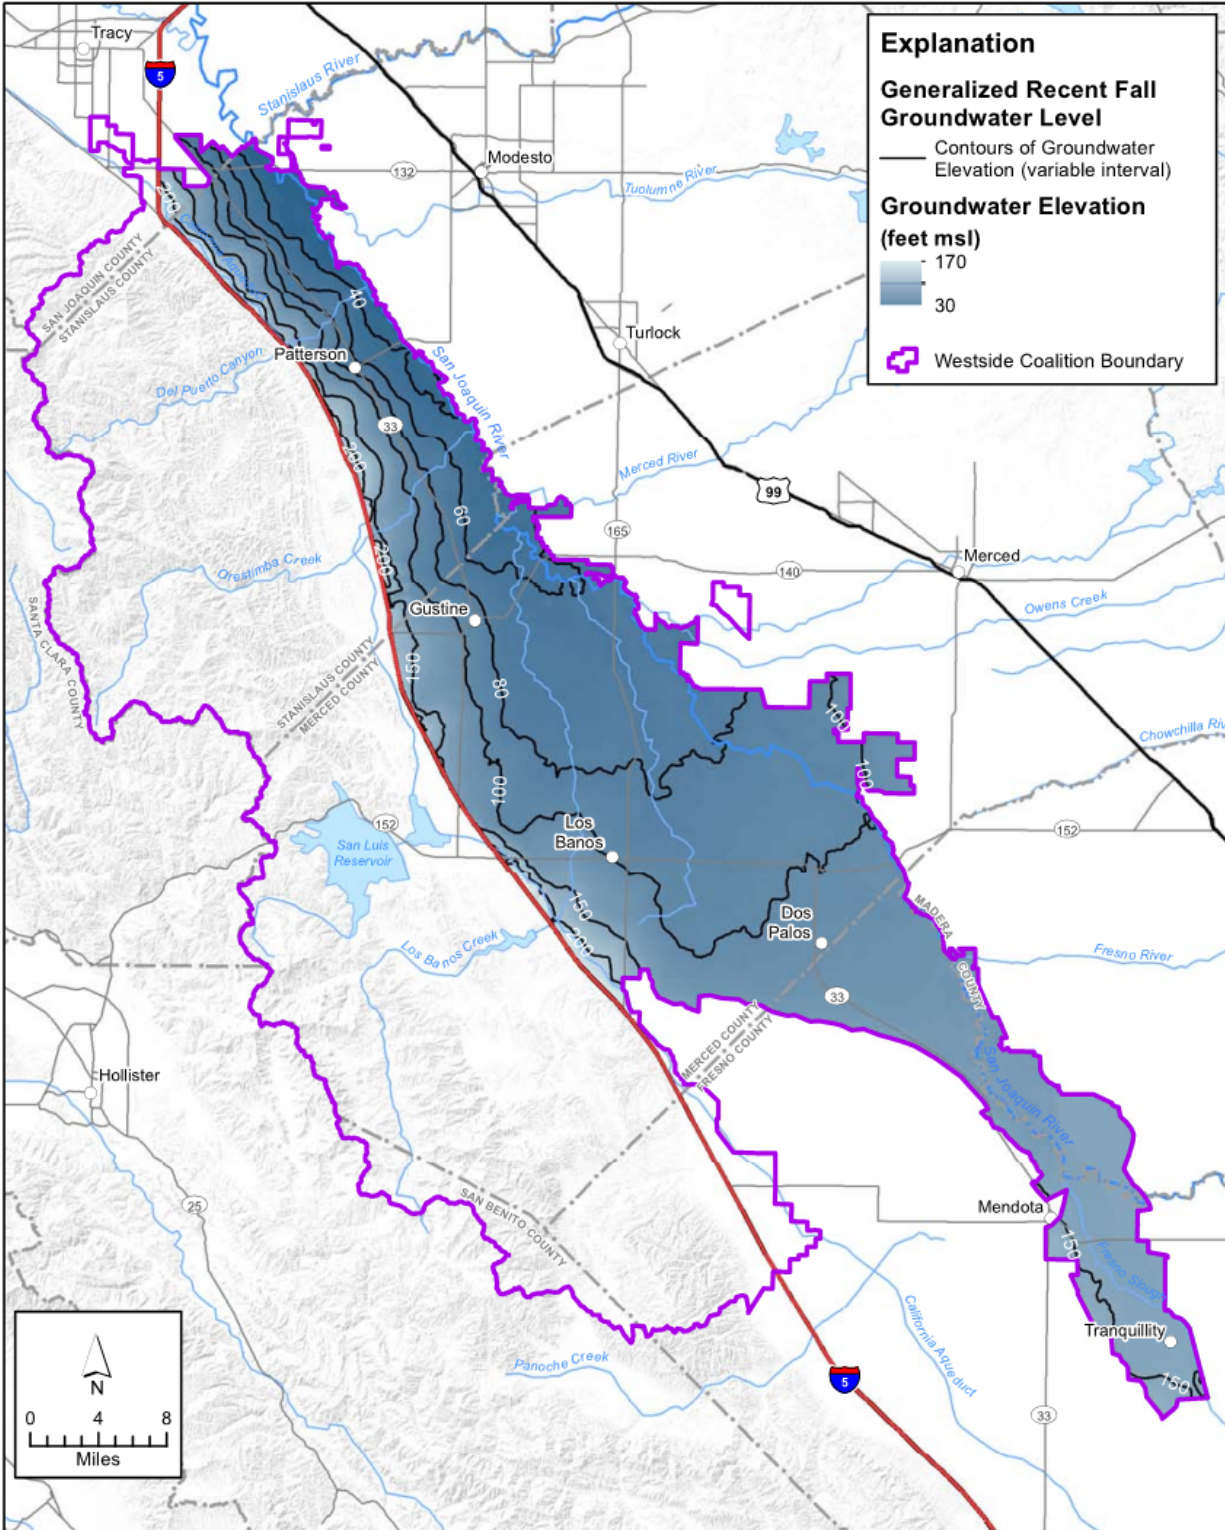 Explanation
Generalized Recent Fall
Groundwater Level
Contours of Groundwater
Elevation (variable interval)
Groundwater Elevation
(feet msl)
170
30
Westside Coalition Boundary
Tracy
5
Stanislaus River
132
Modesto
Tuolumne River
200
SAN JOAQUIN COUNTY
STANISLAUS COUNTY
California Aqueduct
40
Turlock
Patterson
Del Puerto Canyon
San Joaquin River
33
200
Merced River
99
60
165
Merced
140
200
Orestimba Creek
Owens Creek
Gustine
SANTA CLARA COUNTY
STANISLAUS COUNTY
MERCED COUNTY
150
80
100
Chowchilla Riv
100
100
152
Los
Banos
152
San Luis
Reservoir
150
200
Dos
Palos
MADERA
COUNTY
Los Banos Creek
Fresno River
33
MERCED COUNTY
FRESNO COUNTY
Hollister
San Joaquin River
25
SAN BENITO COUNTY
Mendota
150
Fresno Slough
California Aqueduct
Tranquillity
Panoche Creek
5
150
33
N
0 4 8
Miles